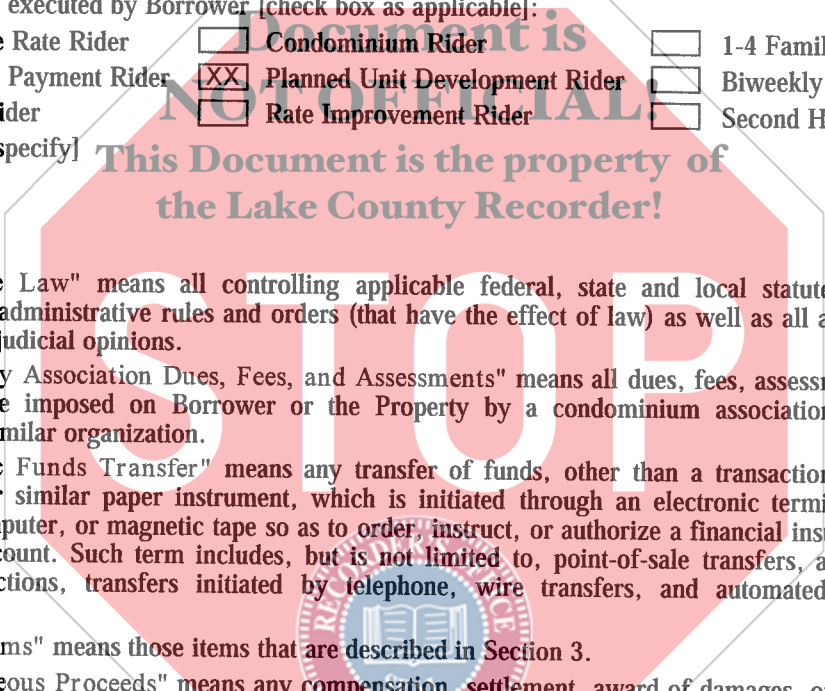 executed by Borrower [check box as applicable]:
e Rate Rider Condominium Rider 1-4 Famil
Payment Rider XX Planned Unit Development Rider Biweekly
ider Rate Improvement Rider Second H
specify]
Document is
NOT OFFICIAL!
This Document is the property of
the Lake County Recorder!
STOP
e Law" means all controlling applicable federal, state and local statute
administrative rules and orders (that have the effect of law) as well as all a
judicial opinions.
y Association Dues, Fees, and Assessments" means all dues, fees, assess
e imposed on Borrower or the Property by a condominium association
milar organization.
c Funds Transfer" means any transfer of funds, other than a transaction
r similar paper instrument, which is initiated through an electronic termi
puter, or magnetic tape so as to order, instruct, or authorize a financial ins
count. Such term includes, but is not limited to, point-of-sale transfers, a
ctions, transfers initiated by telephone, wire transfers, and automated
ms" means those items that are described in Section 3.
eous Proceeds" means any compensation, settlement, award of damages, o